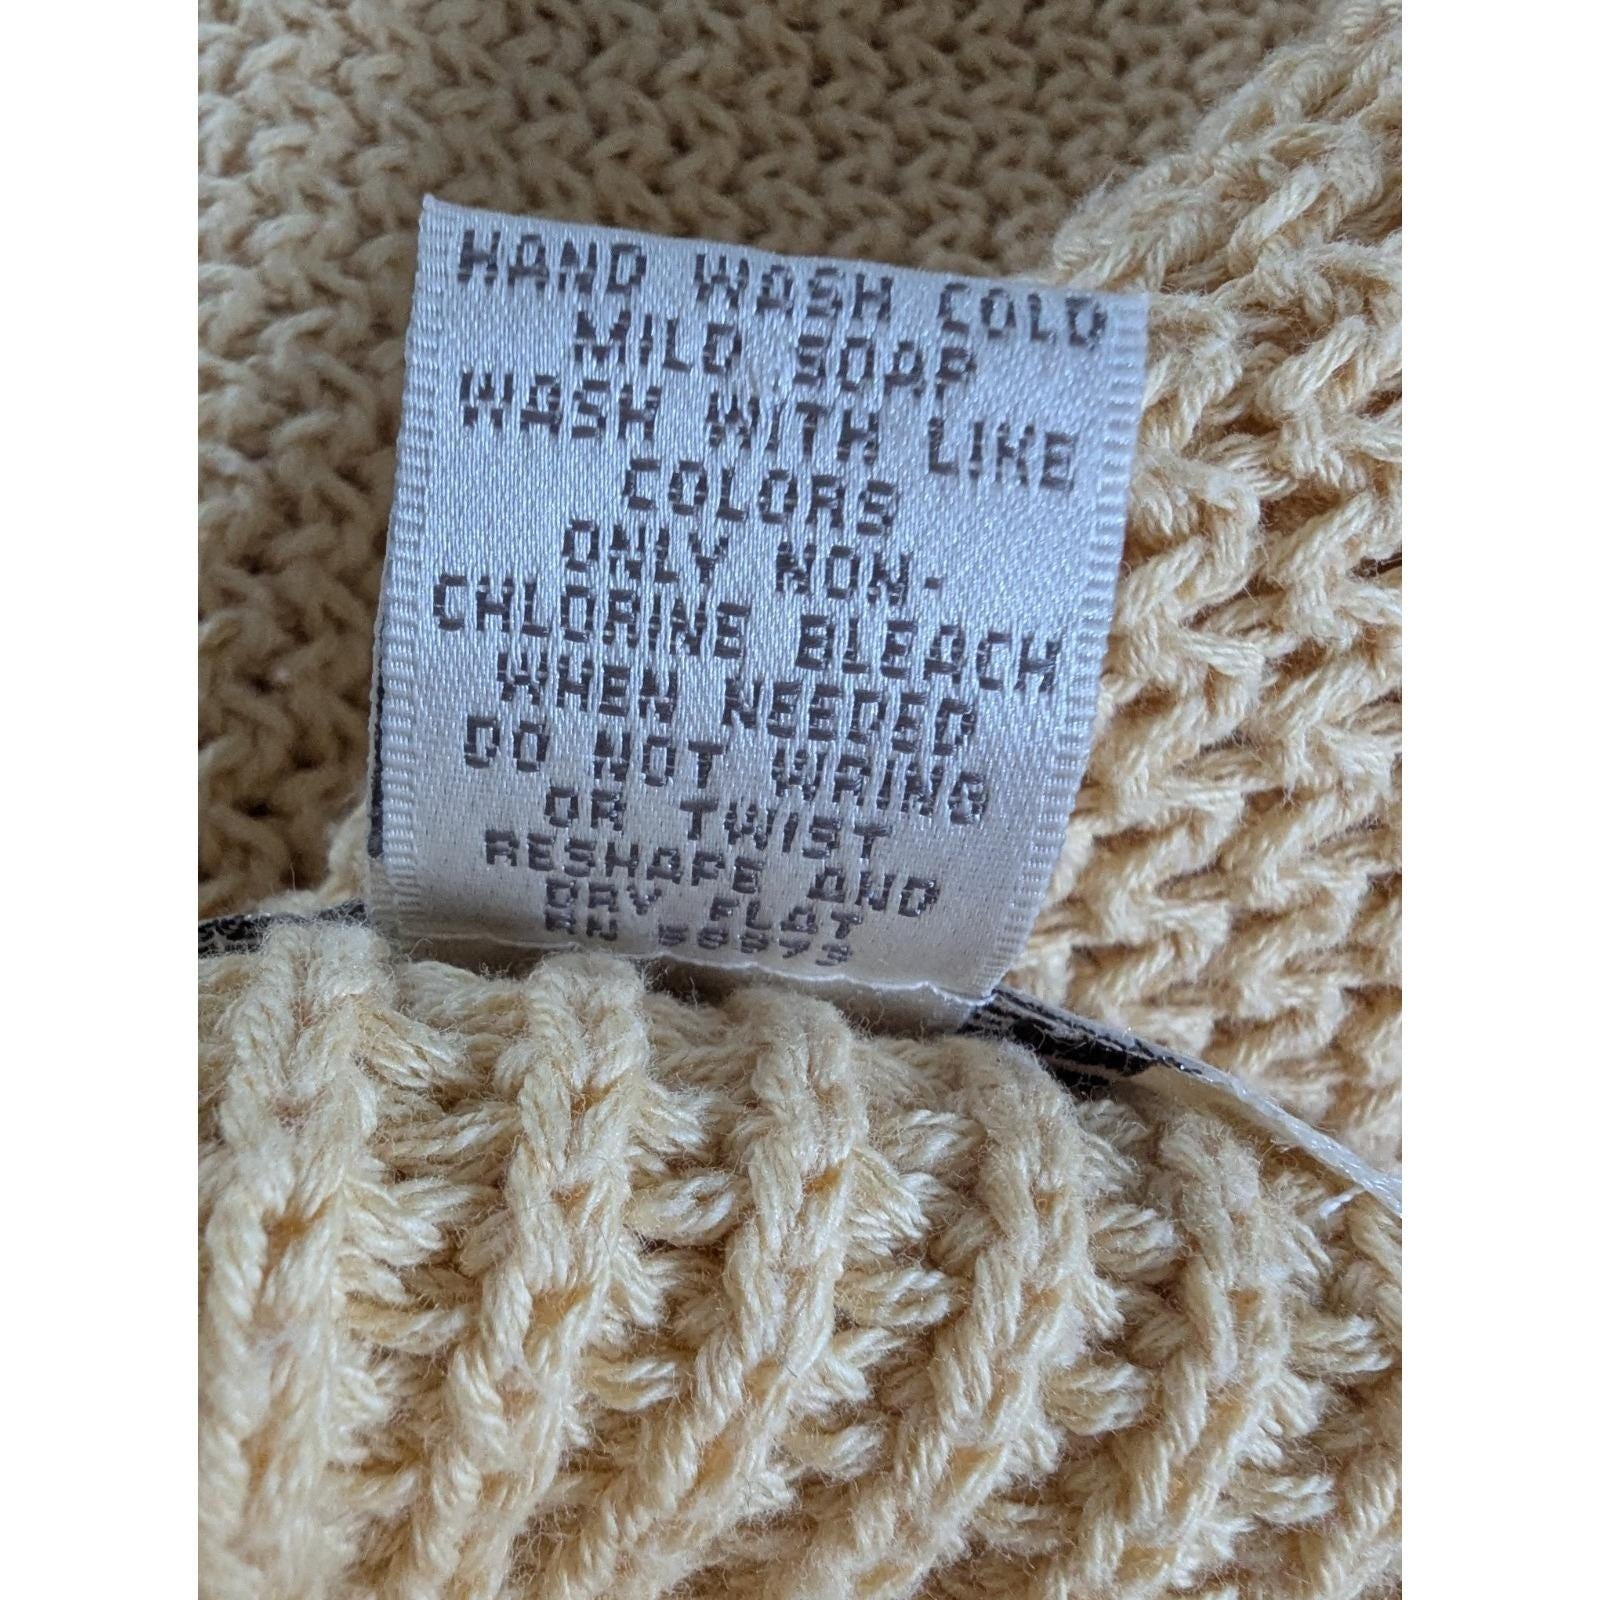 HAND WASH COLD
MILD SOAP
WASH WITH LIKE
COLORS
ONLY NON-
CHLORINE BLEACH
WHEN NEEDED
DO NOT WRING
OR TWIST
RESHAPE AND
DRY FLAT
RN